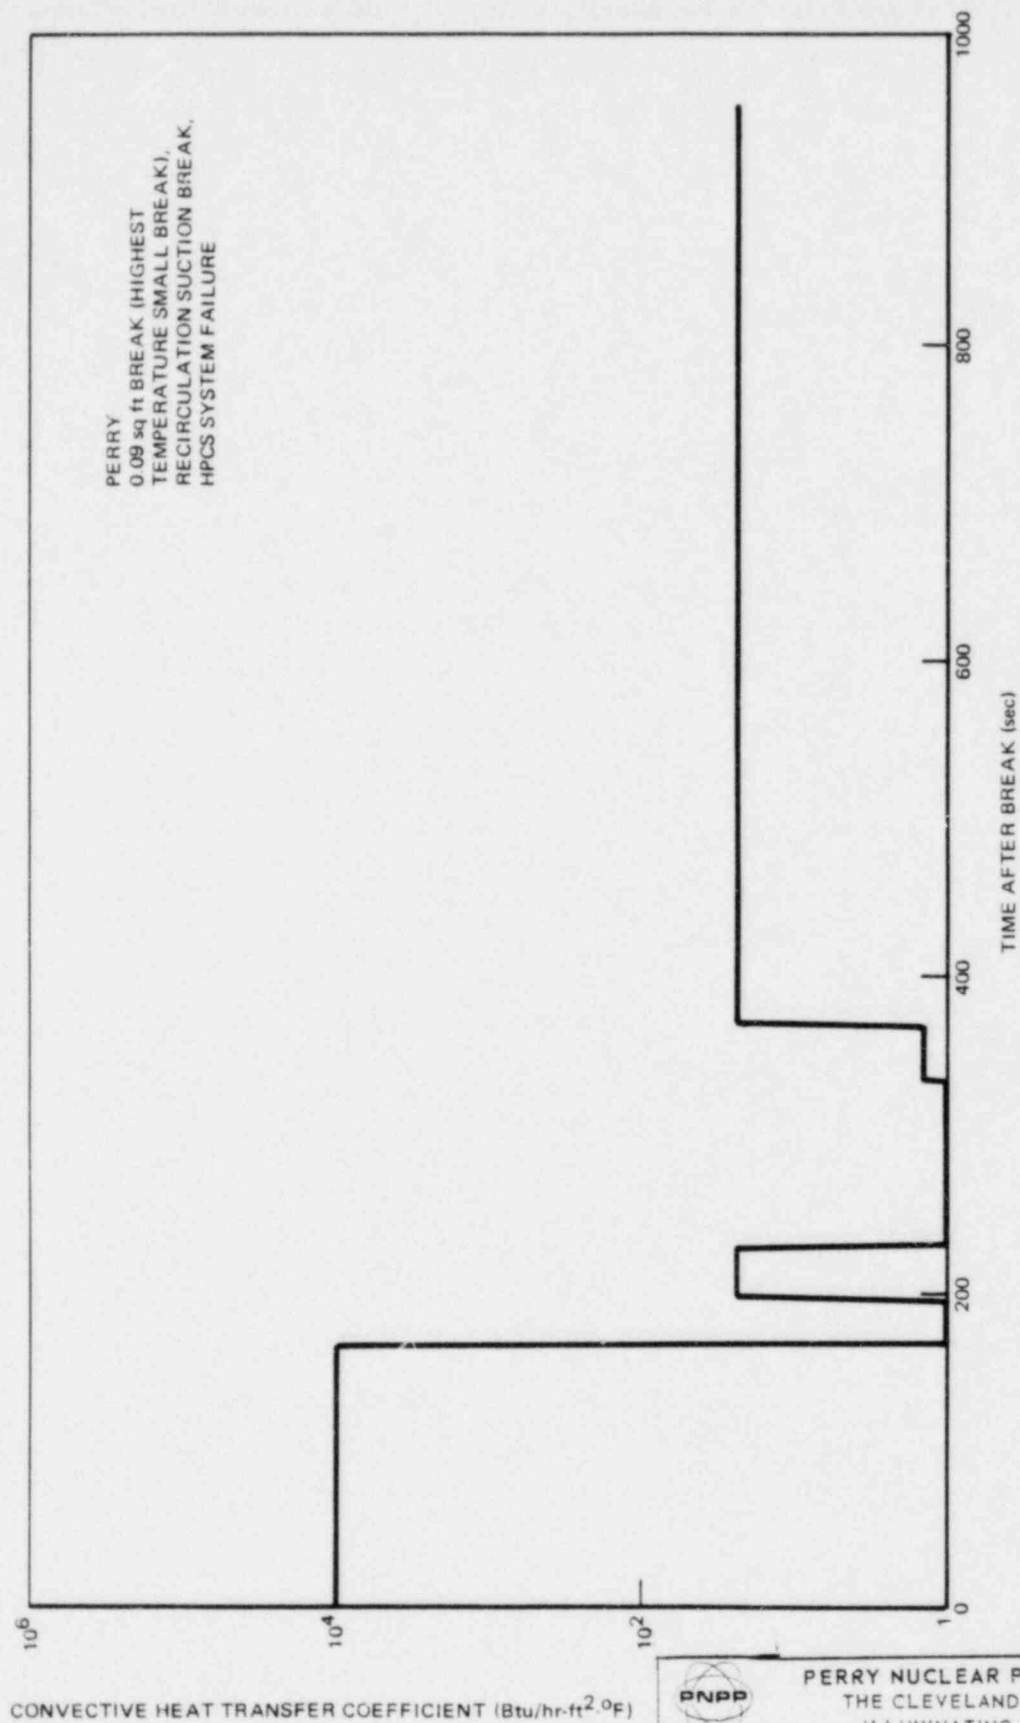 PERRY
0.09 sq ft BREAK (HIGHEST
TEMPERATURE SMALL BREAK),
RECIRCULATION SUCTION BREAK,
HPCS SYSTEM FAILURE
10⁶
10⁴
10²
1
CONVECTIVE HEAT TRANSFER COEFFICIENT (Btu/hr-ft²-ºF)
0
200
400
600
800
1000
TIME AFTER BREAK (sec)
PNPP
PERRY NUCLEAR P
THE CLEVELAND